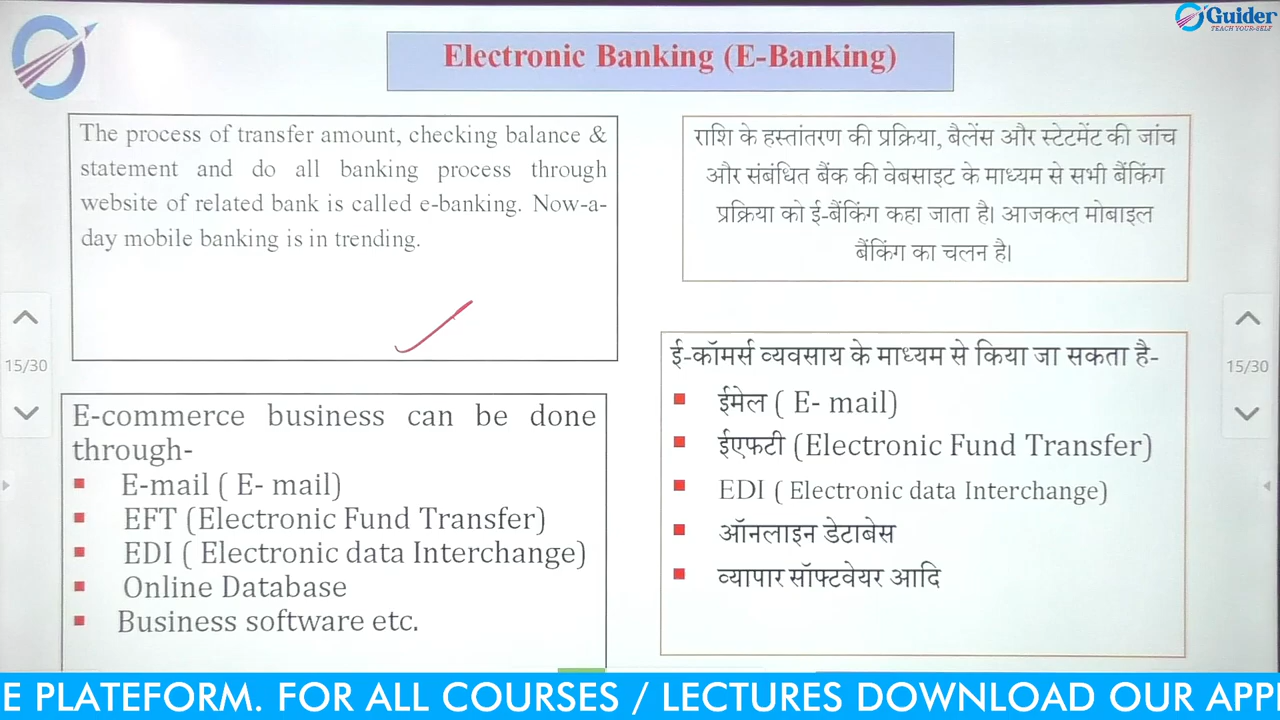 Guider
TEACH YOUR-SELF
Electronic Banking (E-Banking)
The process of transfer amount, checking balance &
statement and do all banking process through
website of related bank is called e-banking. Now-a-
day mobile banking is in trending.
राशि के हस्तांतरण की प्रक्रिया, बैलेंस और स्टेटमेंट की जांच
और संबंधित बैंक की वेबसाइट के माध्यम से सभी बैंकिंग
प्रक्रिया को ई-बैंकिंग कहा जाता है। आजकल मोबाइल
बैंकिंग का चलन है।
15/30
15/30
E-commerce business can be done
through-
E-mail ( E- mail)
EFT (Electronic Fund Transfer)
EDI ( Electronic data Interchange)
Online Database
Business software etc.
ई-कॉमर्स व्यवसाय के माध्यम से किया जा सकता है-
ईमेल ( E- mail)
ईएफटी (Electronic Fund Transfer)
EDI ( Electronic data Interchange)
ऑनलाइन डेटाबेस
व्यापार सॉफ्टवेयर आदि
E PLATEFORM. FOR ALL COURSES / LECTURES DOWNLOAD OUR APPL